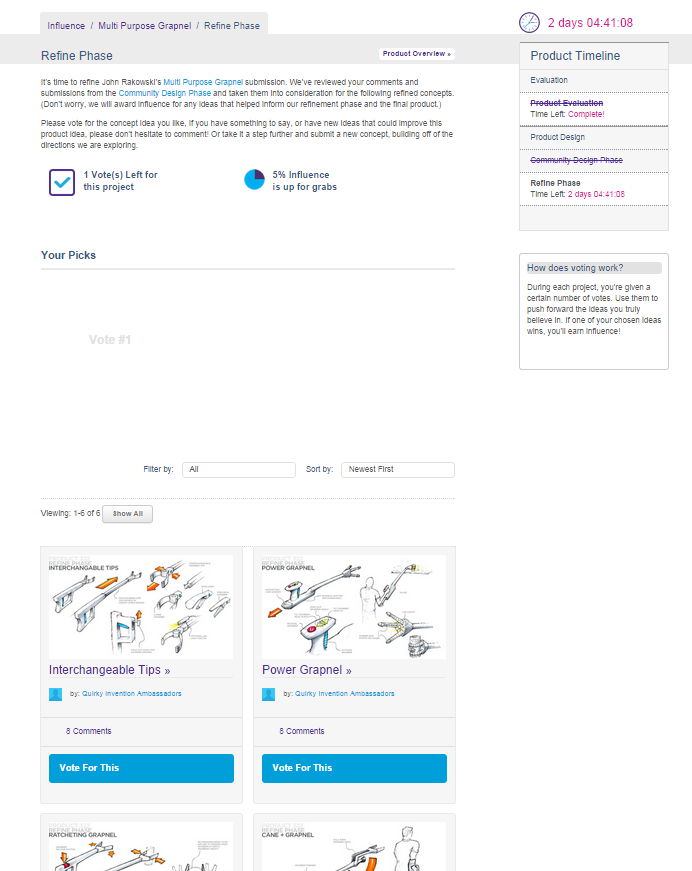 Influence / Multi Purpose Grapnel / Refine Phase
2 days 04:41:08
Refine Phase
Product Overview »
It's time to refine John Rakowski's Multi Purpose Grapnel submission. We've reviewed your comments and
submissions from the Community Design Phase and taken them into consideration for the following refined concepts.
(Don't worry, we will award influence for any ideas that helped inform our refinement phase and the final product.)
Please vote for the concept idea you like, if you have something to say, or have new ideas that could improve this
product idea, please don't hesitate to comment! Or take it a step further and submit a new concept, building off of the
directions we are exploring.
1 Vote(s) Left for
this project
5% Influence
is up for grabs
Product Timeline
Evaluation
Product Evaluation
Time Left: Complete!
Product Design
Community Design Phase
Refine Phase
Time Left: 2 days 04:41:08
How does voting work?
During each project, you're given a
certain number of votes. Use them to
push forward the ideas you truly
believe in. If one of your chosen ideas
wins, you'll earn influence!
Your Picks
Vote #1
Filter by: All Sort by: Newest First
Viewing: 1-6 of 6 Show All
REFINE PHASE
INTERCHANGEABLE TIPS
Interchangeable Tips »
by: Quirky Invention Ambassadors
8 Comments
Vote For This
REFINE PHASE
POWER GRAPNEL
Power Grapnel »
by: Quirky Invention Ambassadors
8 Comments
Vote For This
REFINE PHASE
RATCHETING GRAPNEL
REFINE PHASE
CANE + GRAPNEL